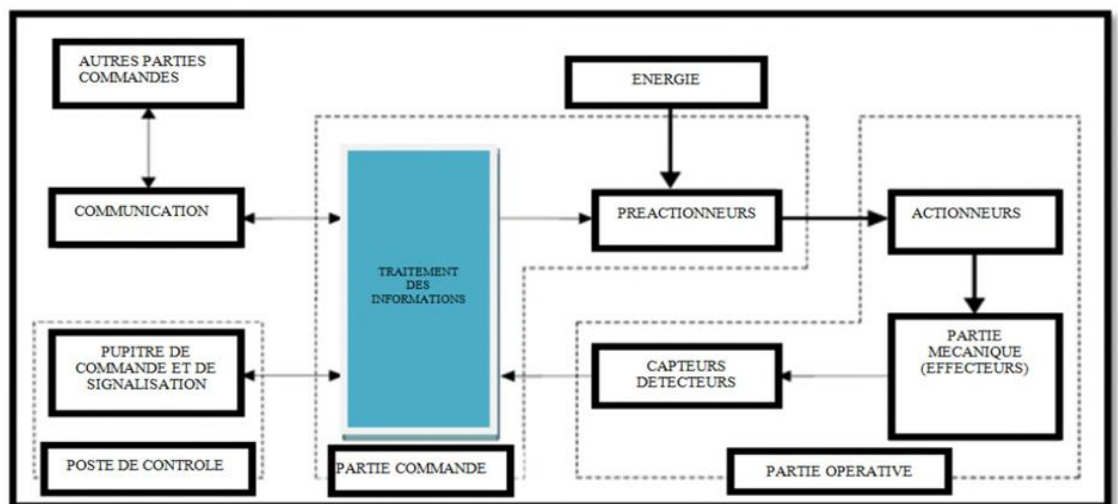 AUTRES PARTIES
COMMANDES
ENERGIE
COMMUNICATION
PREACTIONNEURS
ACTIONNEURS
TRAITEMENT
DES
INFORMATIONS
PUPITRE DE
COMMANDE ET DE
SIGNALISATION
CAPTEURS
DETECTEURS
PARTIE
MECANIQUE
(EFFECTEURS)
POSTE DE CONTROLE
PARTIE COMMANDE
PARTIE OPERATIVE